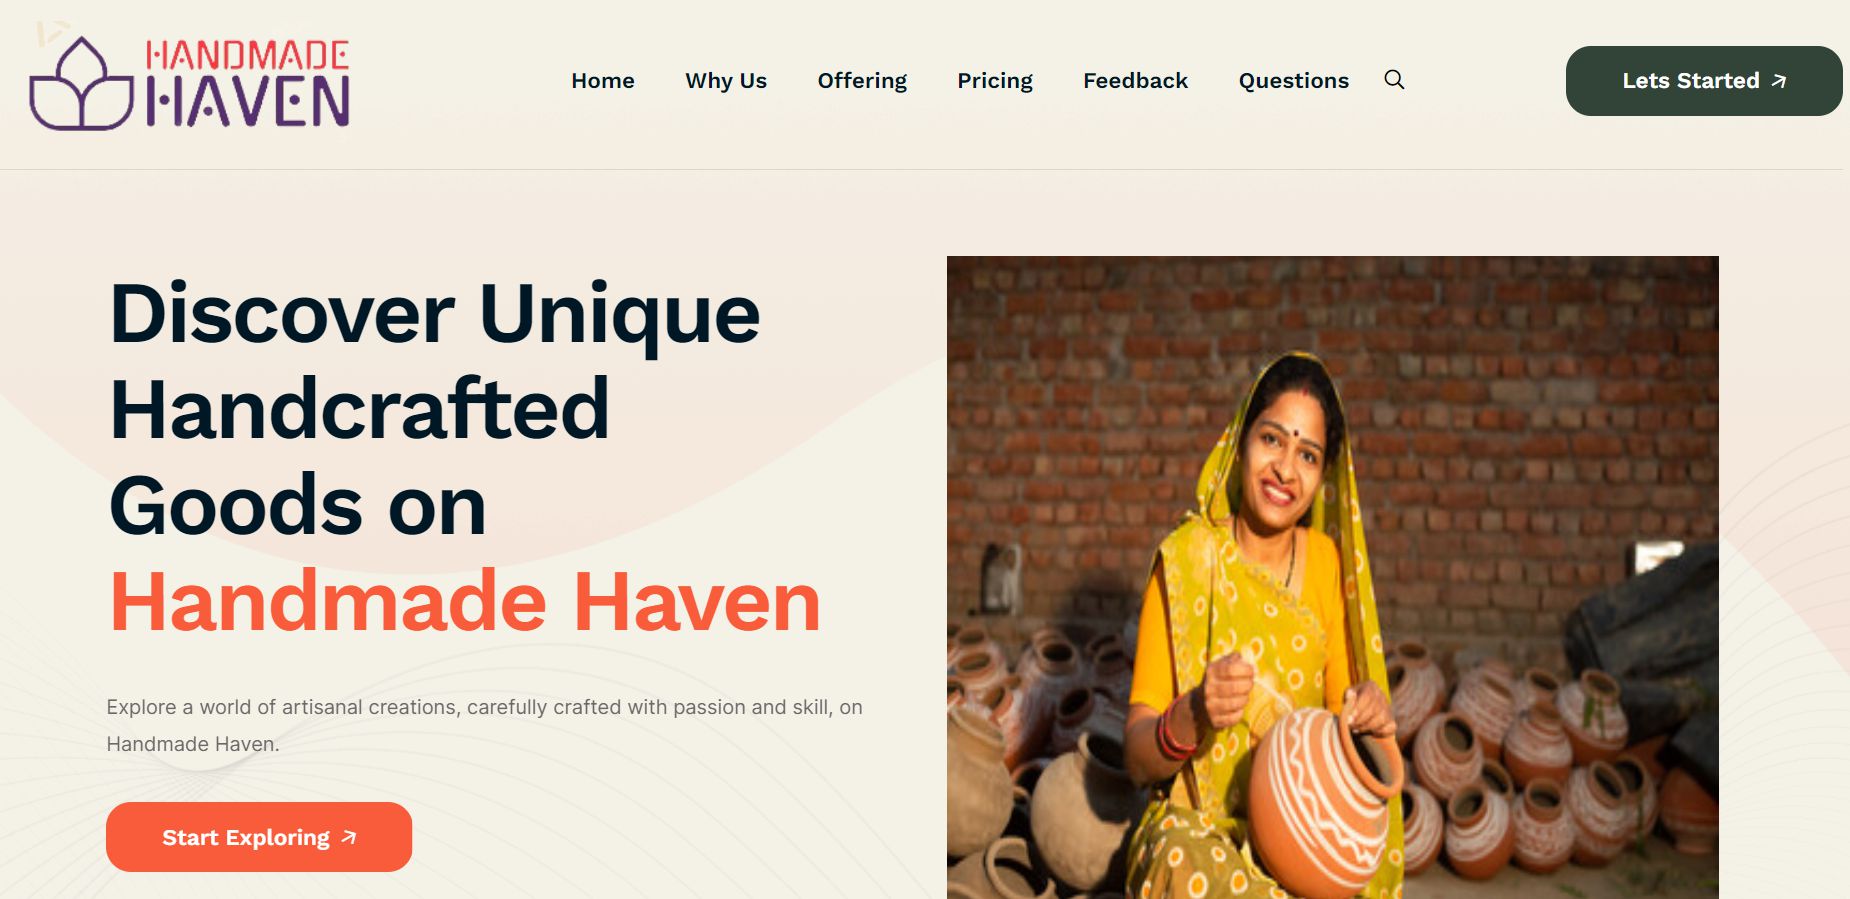 HANDMADE
HAVEN
Home Why Us Offering Pricing Feedback Questions
Lets Started
Discover Unique
Handcrafted
Goods on
Handmade Haven
Explore a world of artisanal creations, carefully crafted with passion and skill, on
Handmade Haven.
Start Exploring